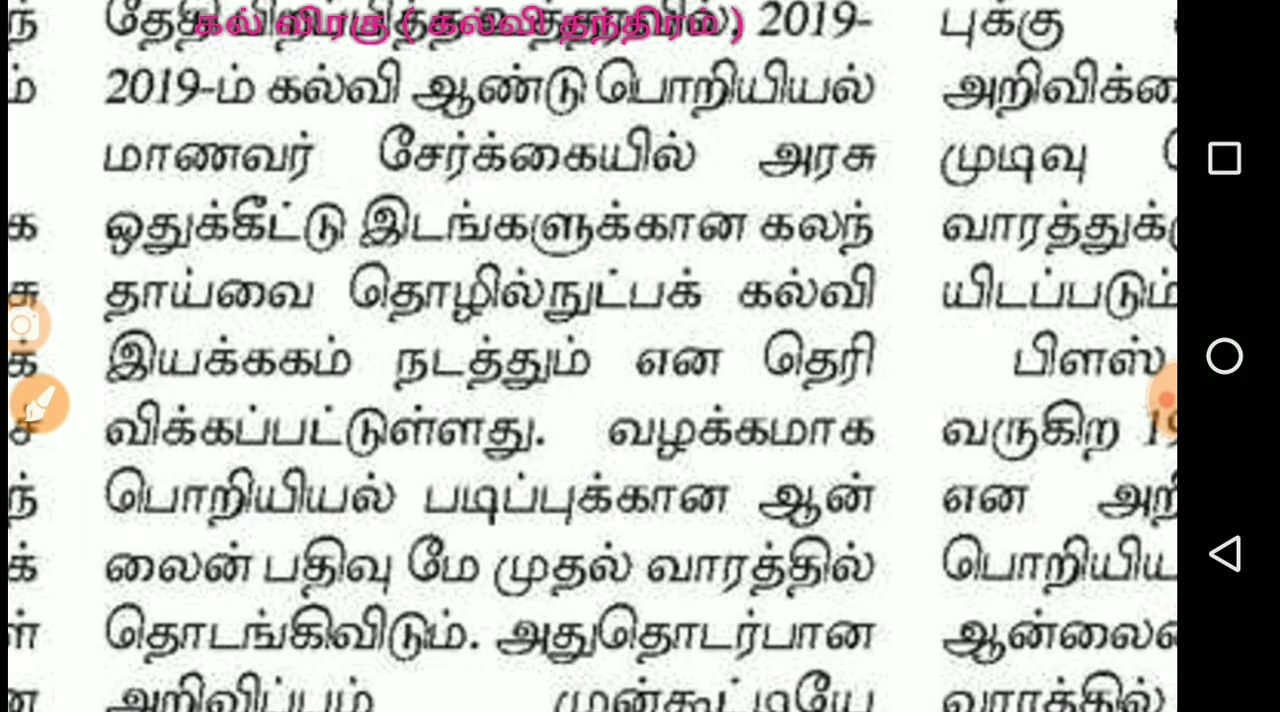 கல் விரகு ( கல்வி தந்திரம் )
2019-
2019-ம் கல்வி ஆண்டு பொறியியல்
மாணவர் சேர்க்கையில் அரசு
ஒதுக்கீட்டு இடங்களுக்கான கலந்
தாய்வை தொழில்நுட்பக் கல்வி
இயக்ககம் நடத்தும் என தெரி
விக்கப்பட்டுள்ளது. வழக்கமாக
பொறியியல் படிப்புக்கான ஆன்
லைன் பதிவு மே முதல் வாரத்தில்
தொடங்கிவிடும். அதுதொடர்பான
அறிவிப்பும் முன்கூட்டியே
புக்கு
முடிவு
யிடப்படும்
பிளஸ்
வருகிற
என
வாரத்தில்